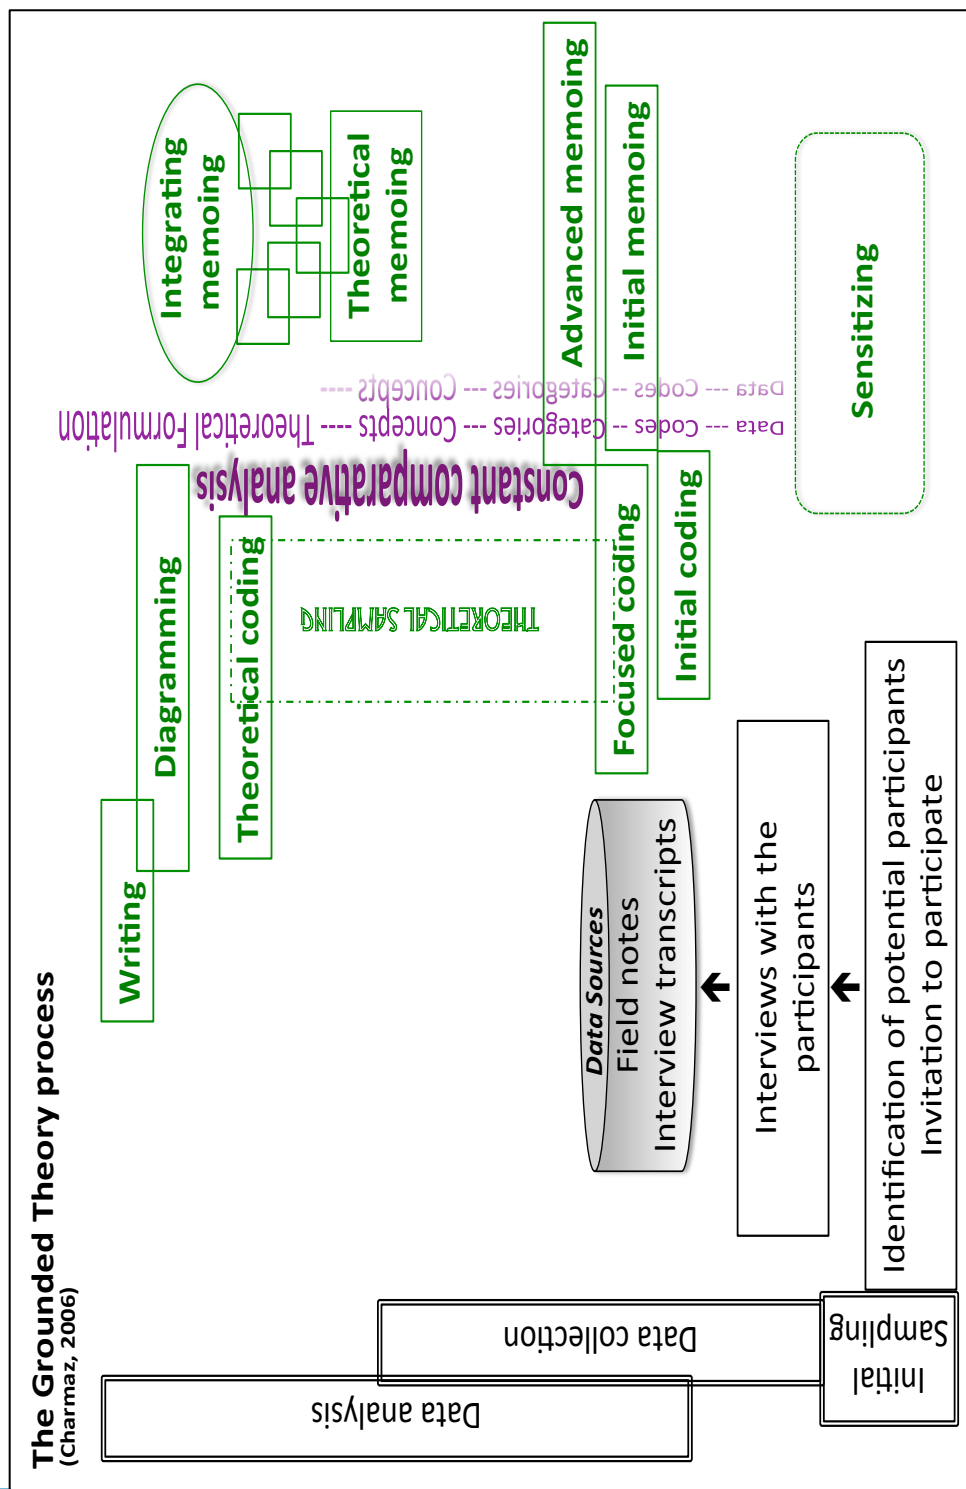 The Grounded Theory process
(Charmaz, 2006)
Writing
Diagramming
Integrating
memoing
Theoretical coding
Theoretical
memoing
THEORETICAL SAMPLING
Constant comparative analysis
Data --- Codes -- Categories --- Concepts ---- Theoretical Formulation
Data --- Codes -- Categories --- Concepts ----
Advanced memoing
Focused coding
Initial memoing
Initial coding
Sensitizing
Data Sources
Field notes
Interview transcripts
Interviews with the
participants
Identification of potential participants
Invitation to participate
Data analysis
Data collection
Initial
Sampling